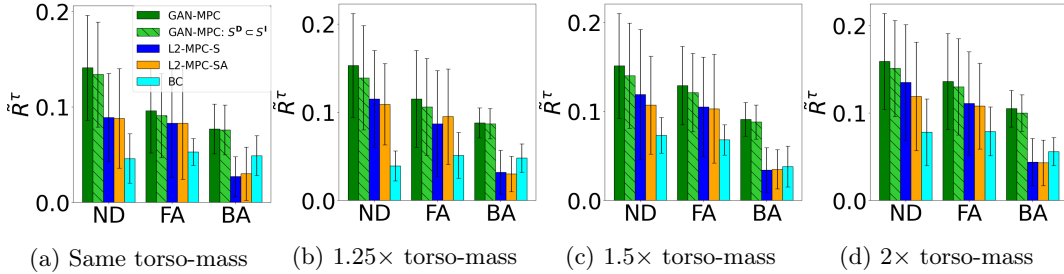 GAN-MPC
GAN-MPC: S^D ⊂ S^I
L2-MPC-S
L2-MPC-SA
BC
R̃^τ
0.2
0.1
0.0
ND FA BA
(a) Same torso-mass
R̃^τ
0.2
0.1
0.0
ND FA BA
(b) 1.25× torso-mass
R̃^τ
0.2
0.1
0.0
ND FA BA
(c) 1.5× torso-mass
R̃^τ
0.2
0.1
0.0
ND FA BA
(d) 2× torso-mass